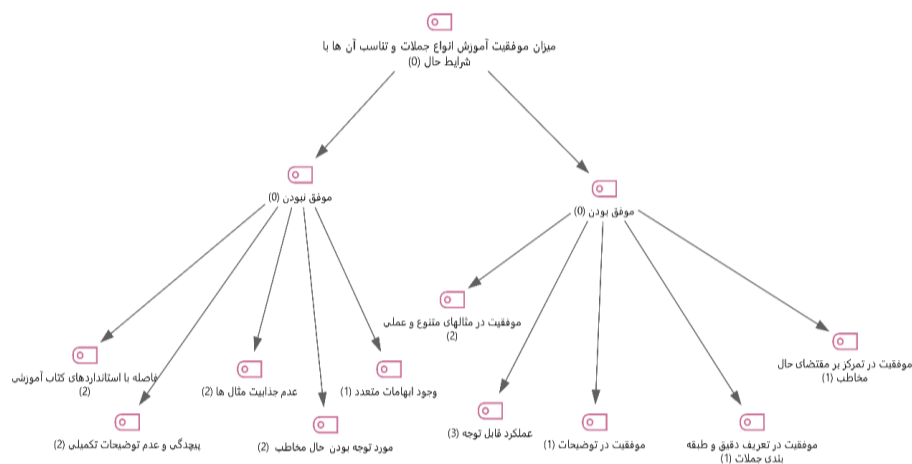 میزان موفقیت آموزش انواع جملات و تناسب آن ها با
شرایط حال (0)
موفق بودن (0)
موفق نبودن (0)
موفقیت در مثالهای متنوع و عملی
(2)
موفقیت در تمرکز بر مقتضای حال
مخاطب (1)
فاصله با استانداردهای کتاب آموزشی
(2)
عدم جذابیت مثال ها (2)
وجود ابهامات متعدد (1)
عملکرد قابل توجه (3)
موفقیت در توضیحات (1)
موفقیت در تعریف دقیق و طبقه
بندی جملات (1)
مورد توجه بودن حال مخاطب (2)
پیچدگی و عدم توضیحات تکمیلی (2)